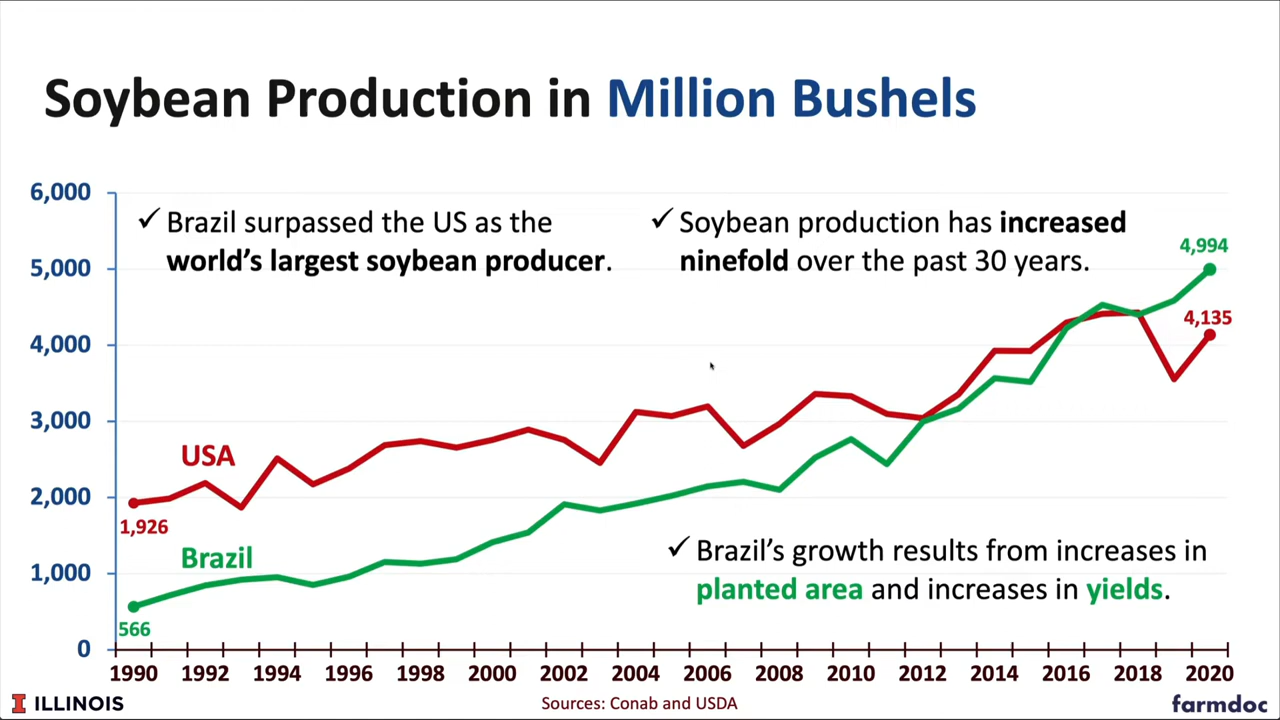 Soybean Production in Million Bushels
6,000
5,000
4,000
3,000
2,000
1,000
0
✓ Brazil surpassed the US as the
world's largest soybean producer.
✓ Soybean production has increased
ninefold over the past 30 years.
4,994
4,135
USA
1,926
Brazil
566
✓ Brazil's growth results from increases in
planted area and increases in yields.
1990 1992 1994 1996 1998 2000 2002 2004 2006 2008 2010 2012 2014 2016 2018 2020
I ILLINOIS
Sources: Conab and USDA
farmdoc